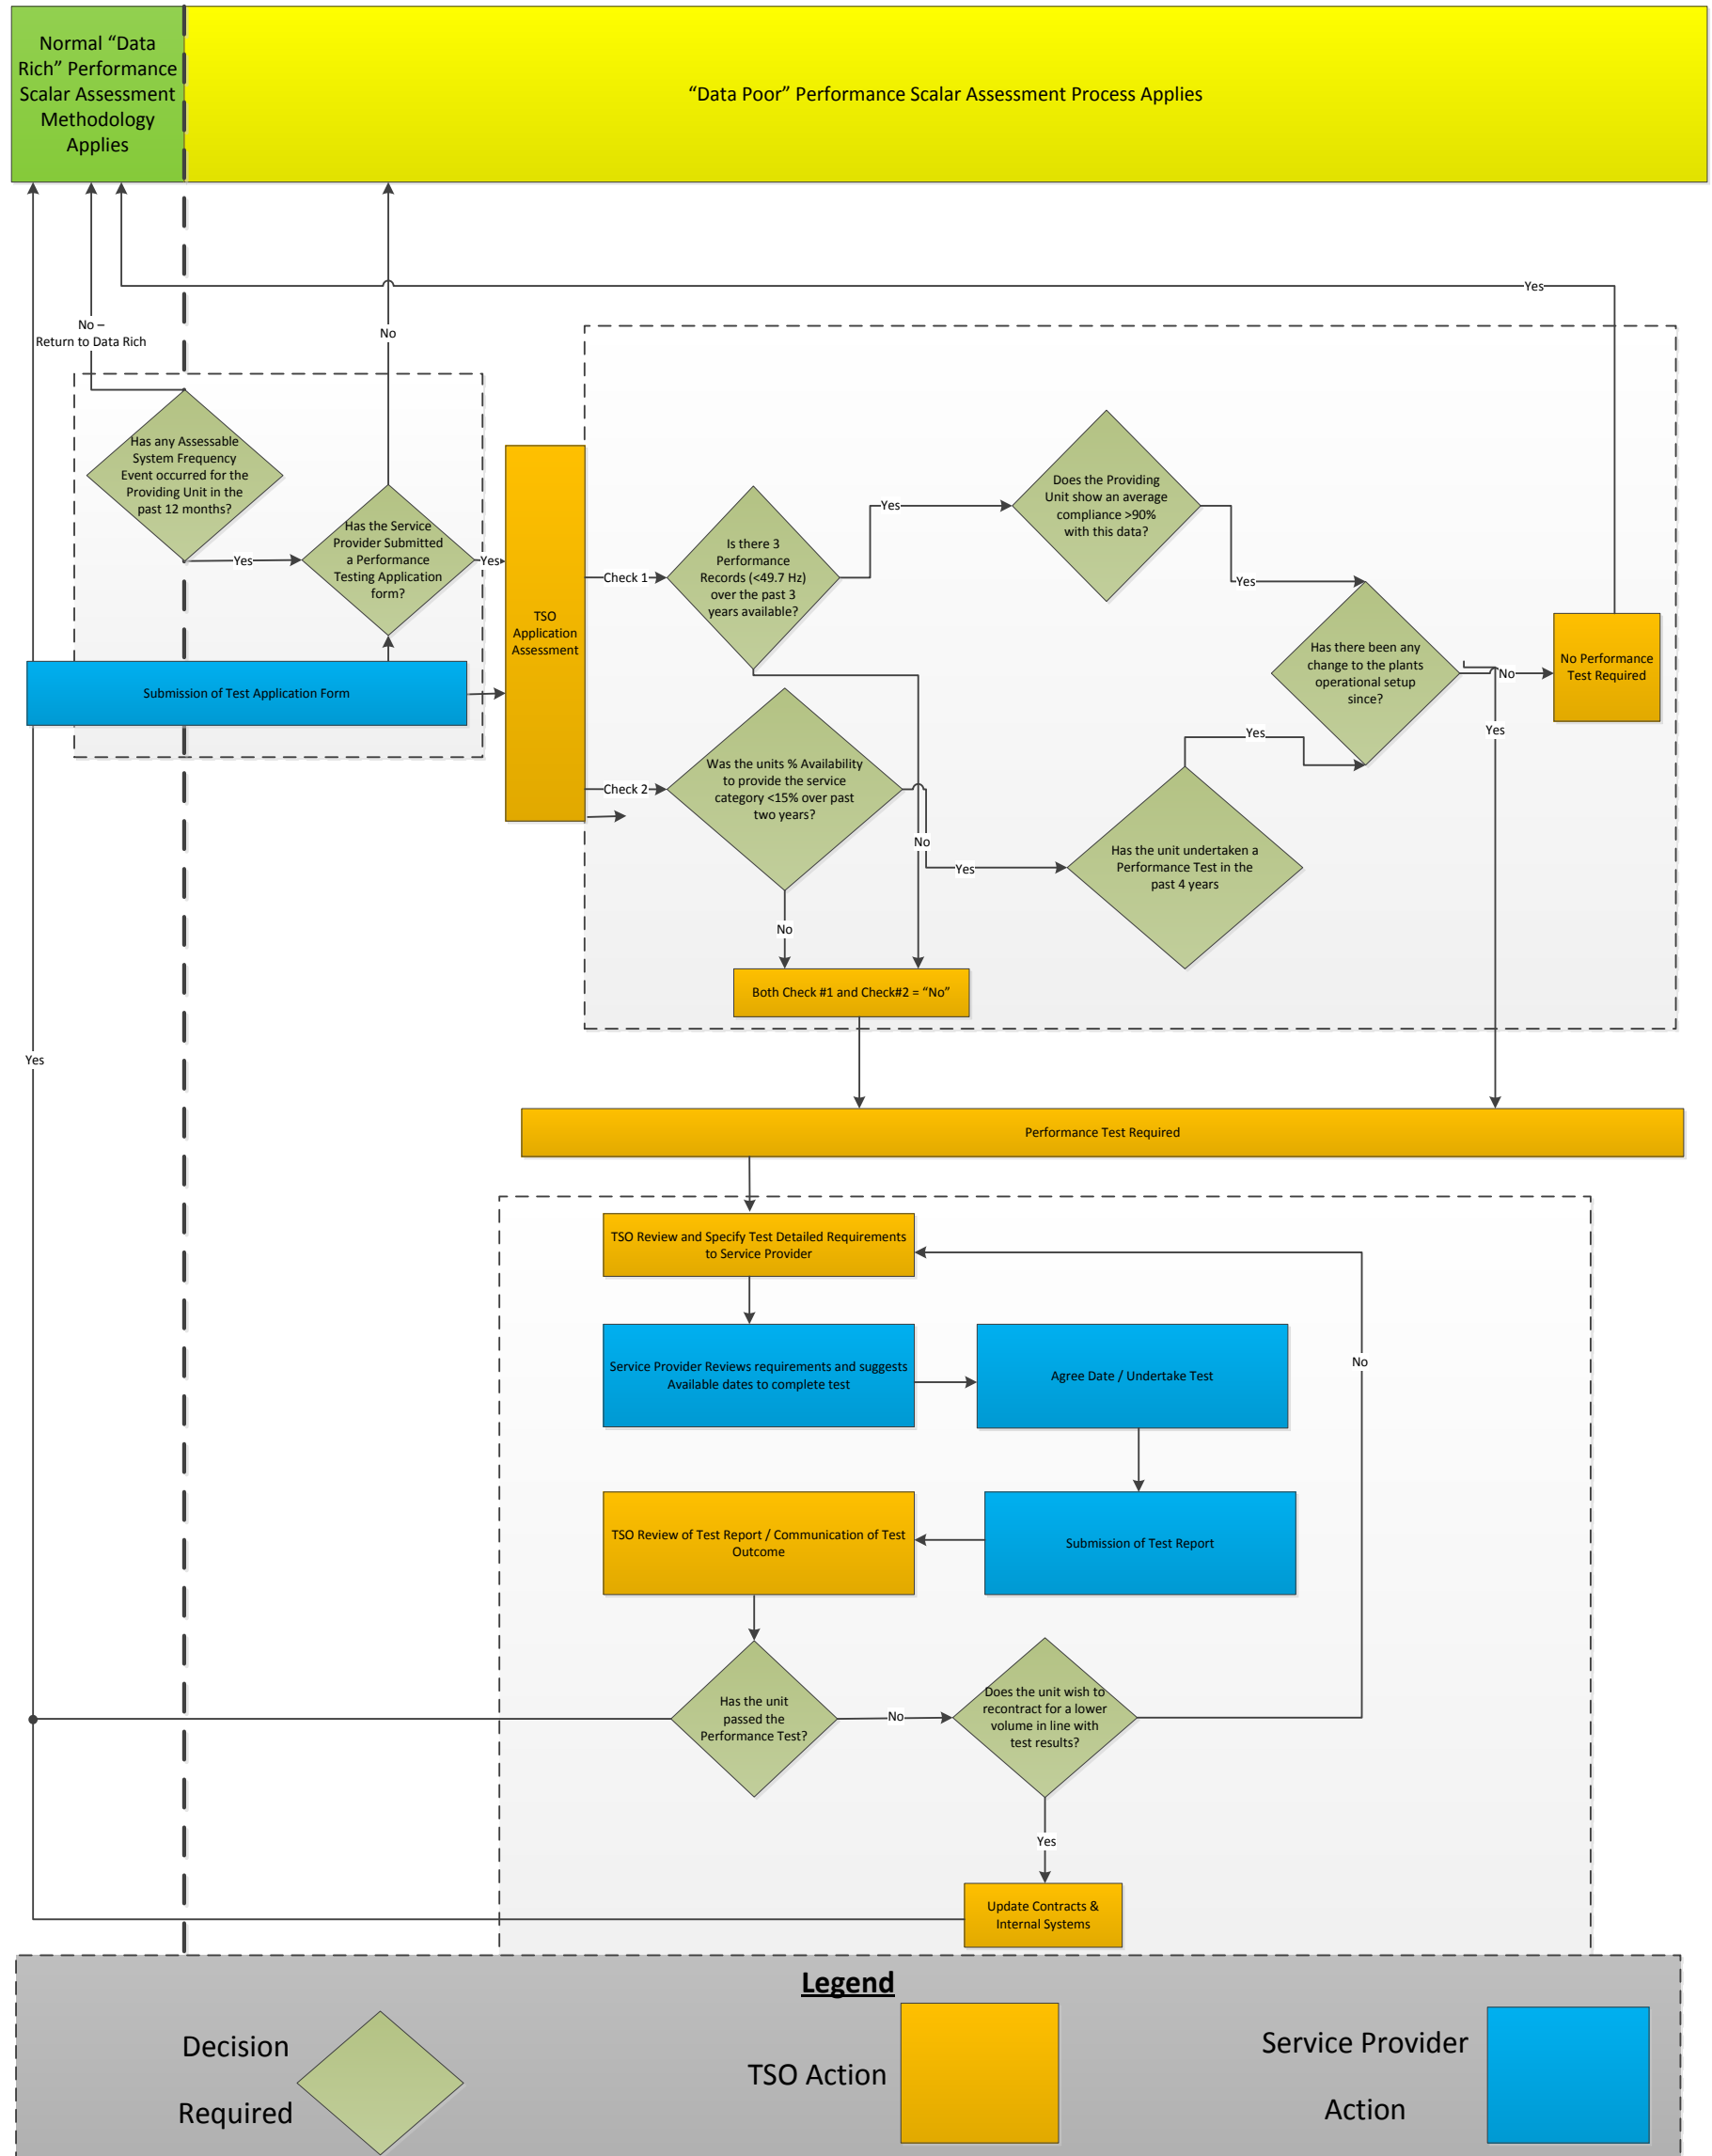 Normal “Data
Rich” Performance
Scalar Assessment
Methodology
Applies
“Data Poor” Performance Scalar Assessment Process Applies
Yes
No –
Return to Data Rich
No
Has any Assessable
System Frequency
Event occurred for the
Providing Unit in the
past 12 months?
Yes
Has the Service
Provider Submitted
a Performance
Testing Application
form?
Yes
Submission of Test Application Form
TSO
Application
Assessment
Check 1
Is there 3
Performance
Records (<49.7 Hz)
over the past 3
years available?
Yes
Does the Providing
Unit show an average
compliance >90%
with this data?
Yes
Has there been any
change to the plants
operational setup
since?
No
No Performance
Test Required
Yes
Check 2
Was the units % Availability
to provide the service
category <15% over past
two years?
Yes
No
Yes
Has the unit undertaken a
Performance Test in the
past 4 years
No
Both Check #1 and Check#2 = “No”
Yes
Performance Test Required
TSO Review and Specify Test Detailed Requirements
to Service Provider
Service Provider Reviews requirements and suggests
Available dates to complete test
Agree Date / Undertake Test
No
TSO Review of Test Report / Communication of Test
Outcome
Submission of Test Report
Has the unit
passed the
Performance Test?
No
Does the unit wish to
recontract for a lower
volume in line with
test results?
Yes
Update Contracts &
Internal Systems
Legend
Decision
Required
TSO Action
Service Provider
Action